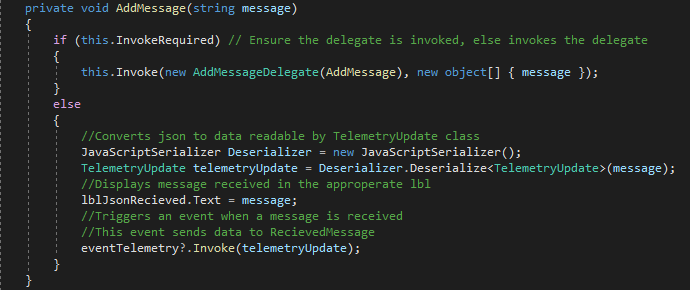 private void AddMessage(string message)
{
if (this.InvokeRequired) // Ensure the delegate is invoked, else invokes the delegate
{
this.Invoke(new AddMessageDelegate(AddMessage), new object[] { message });
}
else
{
//Converts json to data readable by TelemetryUpdate class
JavaScriptSerializer Deserializer = new JavaScriptSerializer();
TelemetryUpdate telemetryUpdate = Deserializer.Deserialize<TelemetryUpdate>(message);
//Displays message received in the approperate lbl
lblJsonRecieved.Text = message;
//Triggers an event when a message is received
//This event sends data to RecievedMessage
eventTelemetry?.Invoke(telemetryUpdate);
}
}